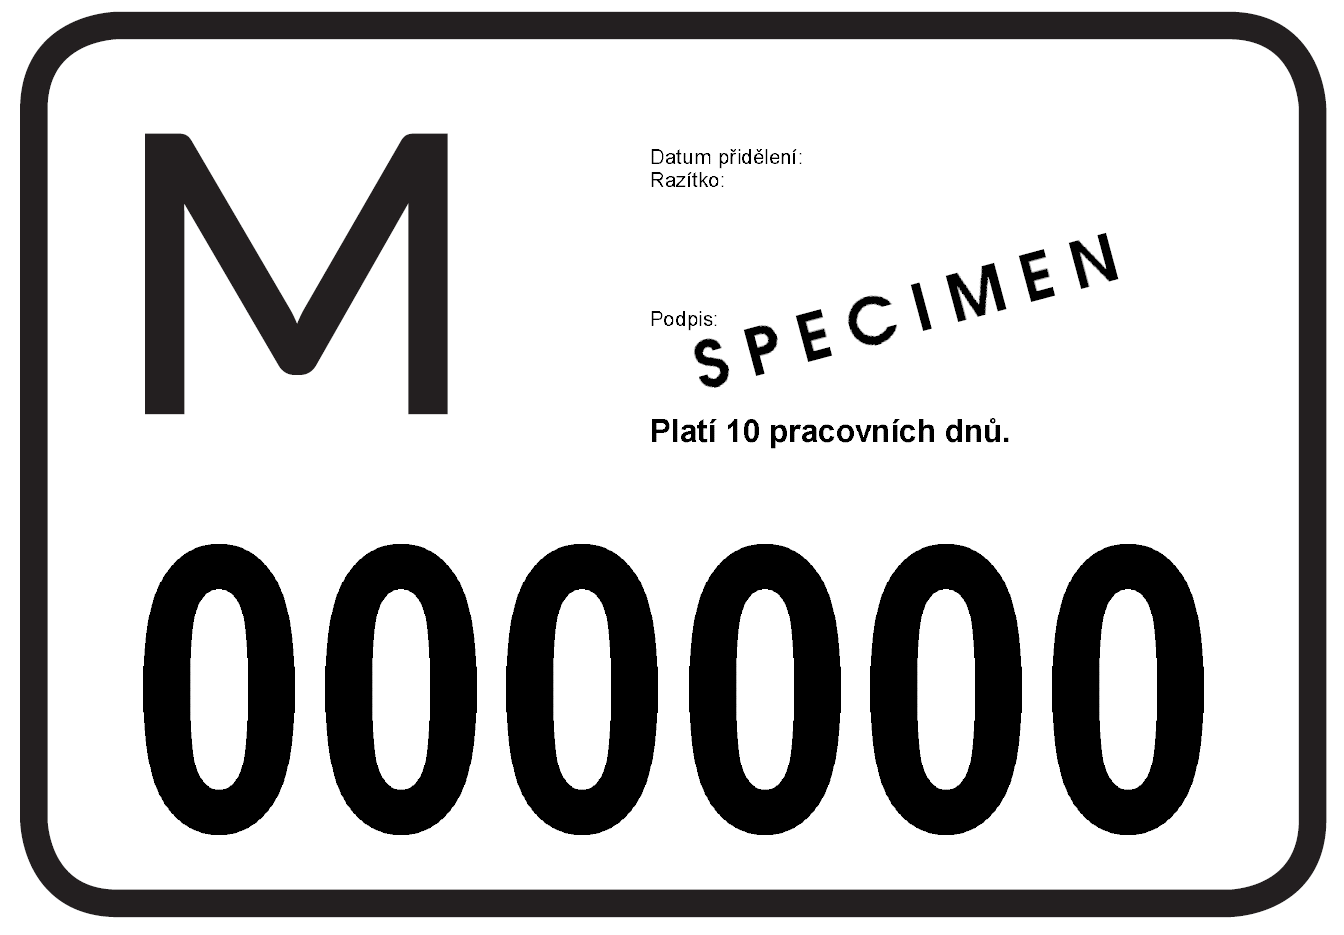 M
Datum přidělení:
Razítko:
Podpis:
SPECIMEN
Platí 10 pracovních dnů.
000000